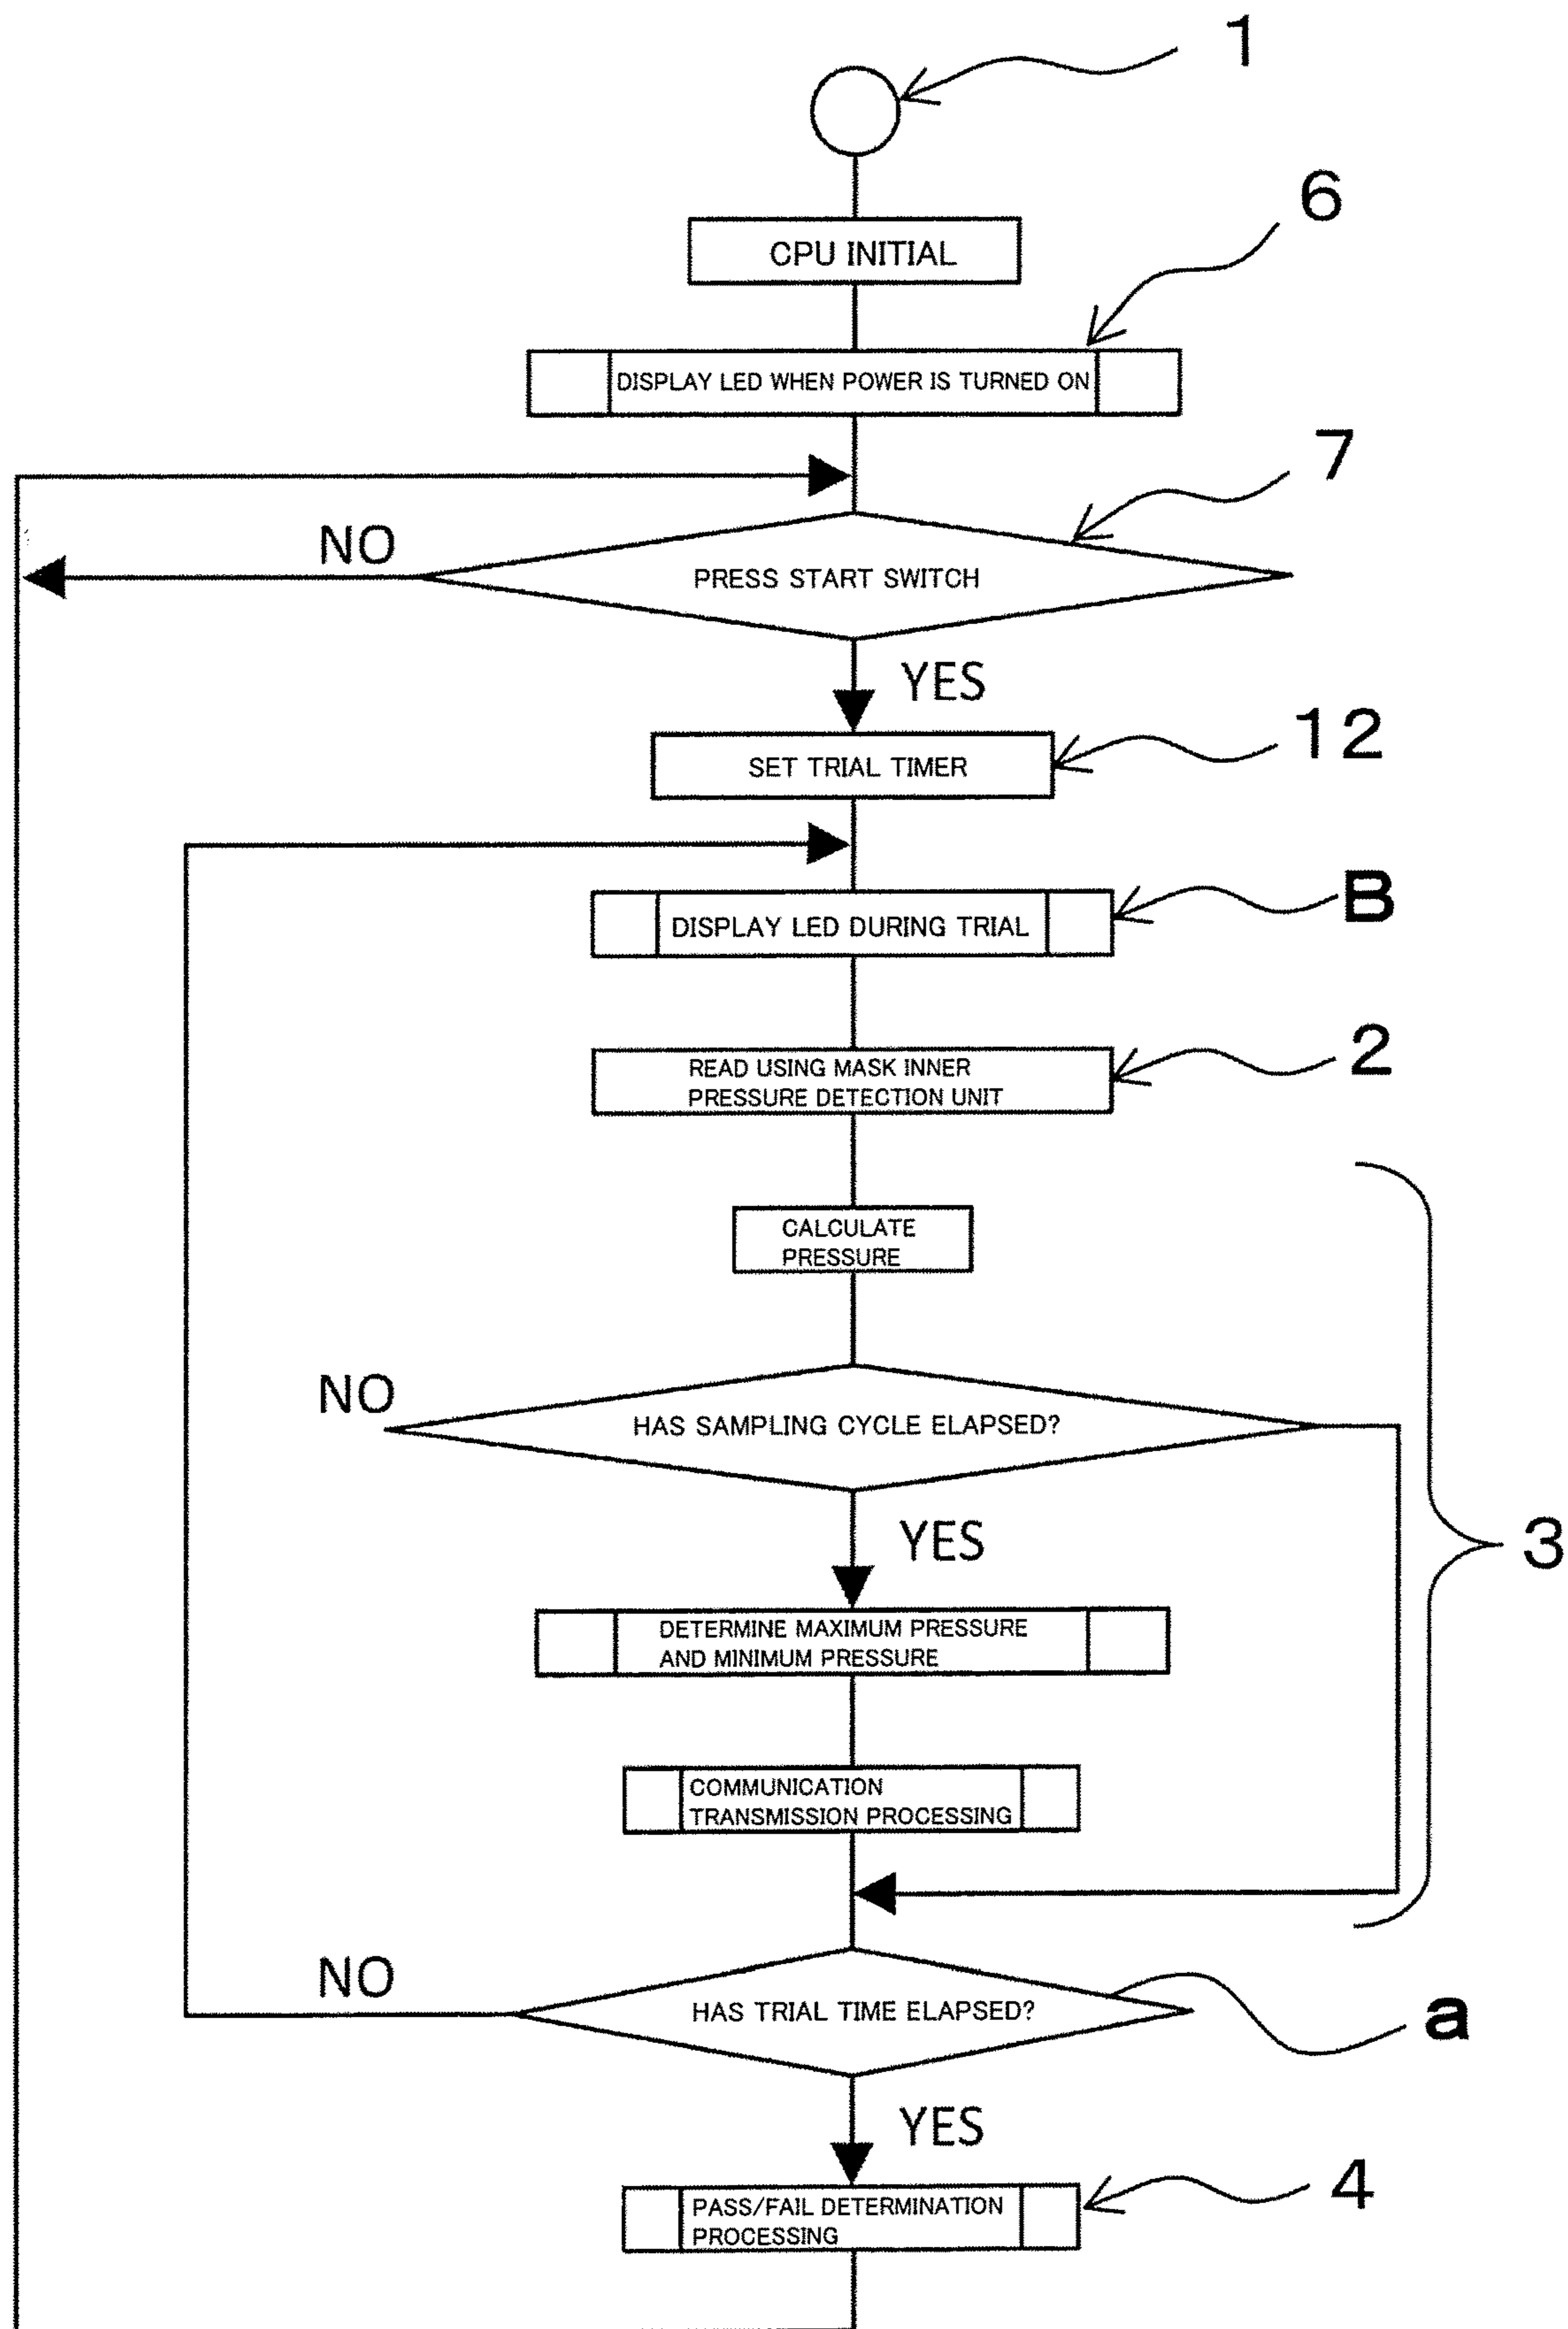 1
CPU INITIAL
6
DISPLAY LED WHEN POWER IS TURNED ON
7
NO
PRESS START SWITCH
YES
12
SET TRIAL TIMER
B
DISPLAY LED DURING TRIAL
2
READ USING MASK INNER
PRESSURE DETECTION UNIT
CALCULATE
PRESSURE
NO
HAS SAMPLING CYCLE ELAPSED?
YES
3
DETERMINE MAXIMUM PRESSURE
AND MINIMUM PRESSURE
COMMUNICATION
TRANSMISSION PROCESSING
NO
HAS TRIAL TIME ELAPSED?
a
YES
4
PASS/FAIL DETERMINATION
PROCESSING